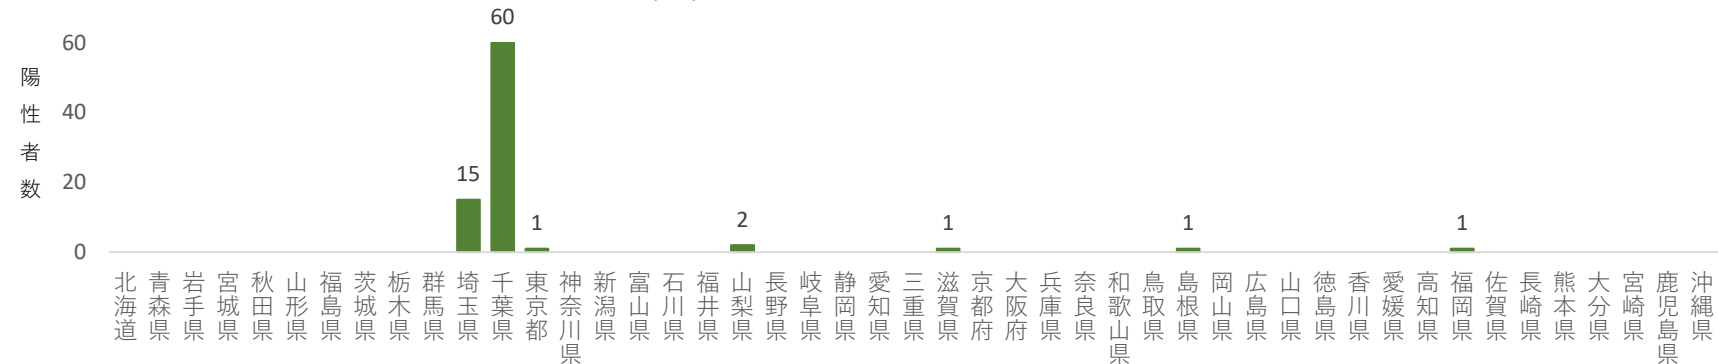 60
60
陽性者数
40
15
20
1
2
1
1
1
0
北海道
青森県
岩手県
宮城県
秋田県
山形県
福島県
茨城県
栃木県
群馬県
埼玉県
千葉県
東京都
神奈川県
新潟県
富山県
石川県
福井県
山梨県
長野県
岐阜県
静岡県
愛知県
三重県
滋賀県
京都府
大阪府
兵庫県
奈良県
和歌山県
鳥取県
島根県
岡山県
広島県
山口県
徳島県
香川県
愛媛県
高知県
福岡県
佐賀県
長崎県
熊本県
大分県
宮崎県
鹿児島県
沖縄県